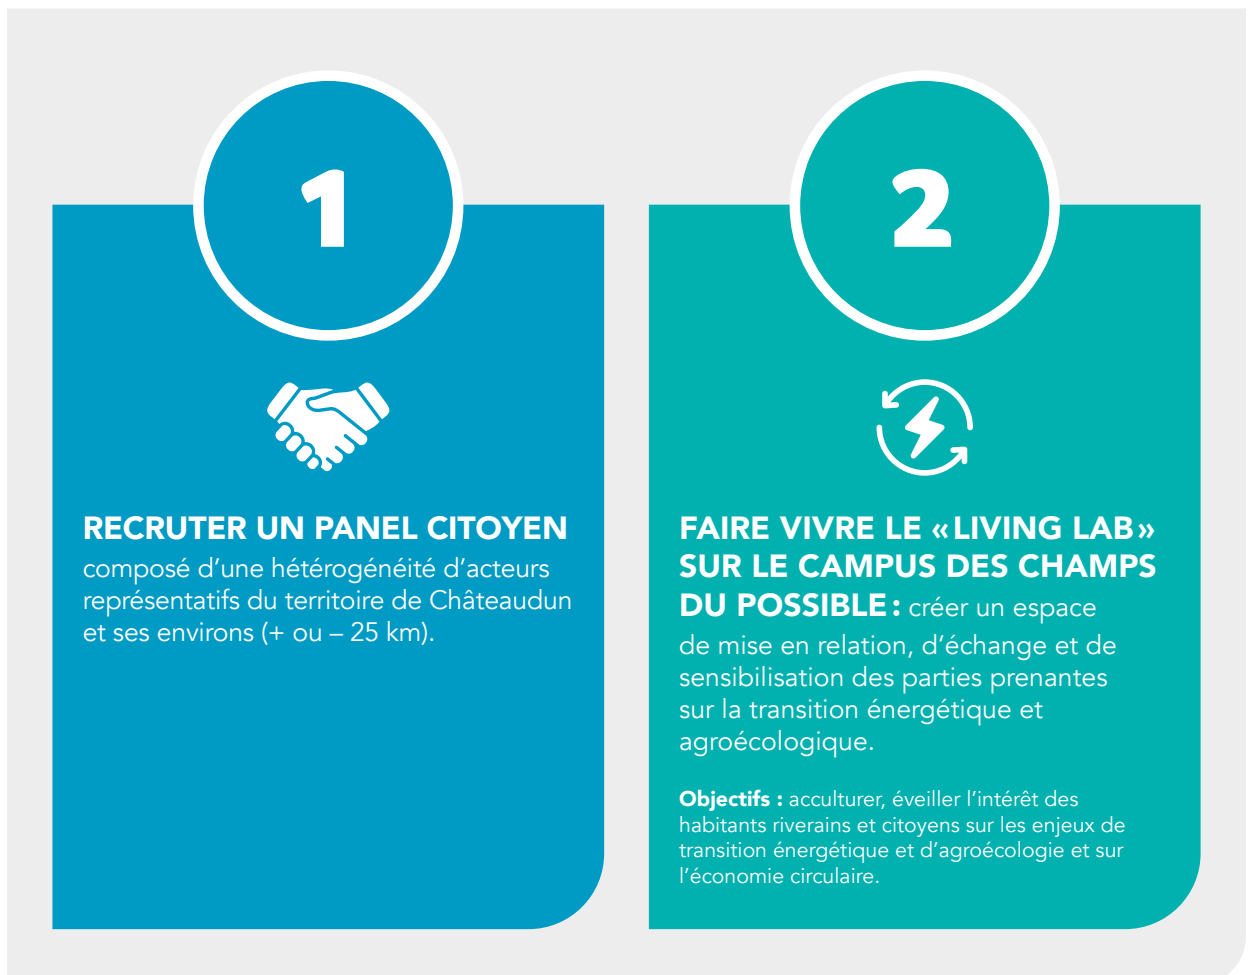 1
RECRUTER UN PANEL CITOYEN
composé d’une hétérogénéité d’acteurs
représentatifs du territoire de Châteaudun
et ses environs (+ ou – 25 km).
2
FAIRE VIVRE LE «LIVING LAB»
SUR LE CAMPUS DES CHAMPS
DU POSSIBLE : créer un espace
de mise en relation, d’échange et de
sensibilisation des parties prenantes
sur la transition énergétique et
agroécologique.
Objectifs : acculturer, éveiller l’intérêt des
habitants riverains et citoyens sur les enjeux de
transition énergétique et d’agroécologie et sur
l’économie circulaire.